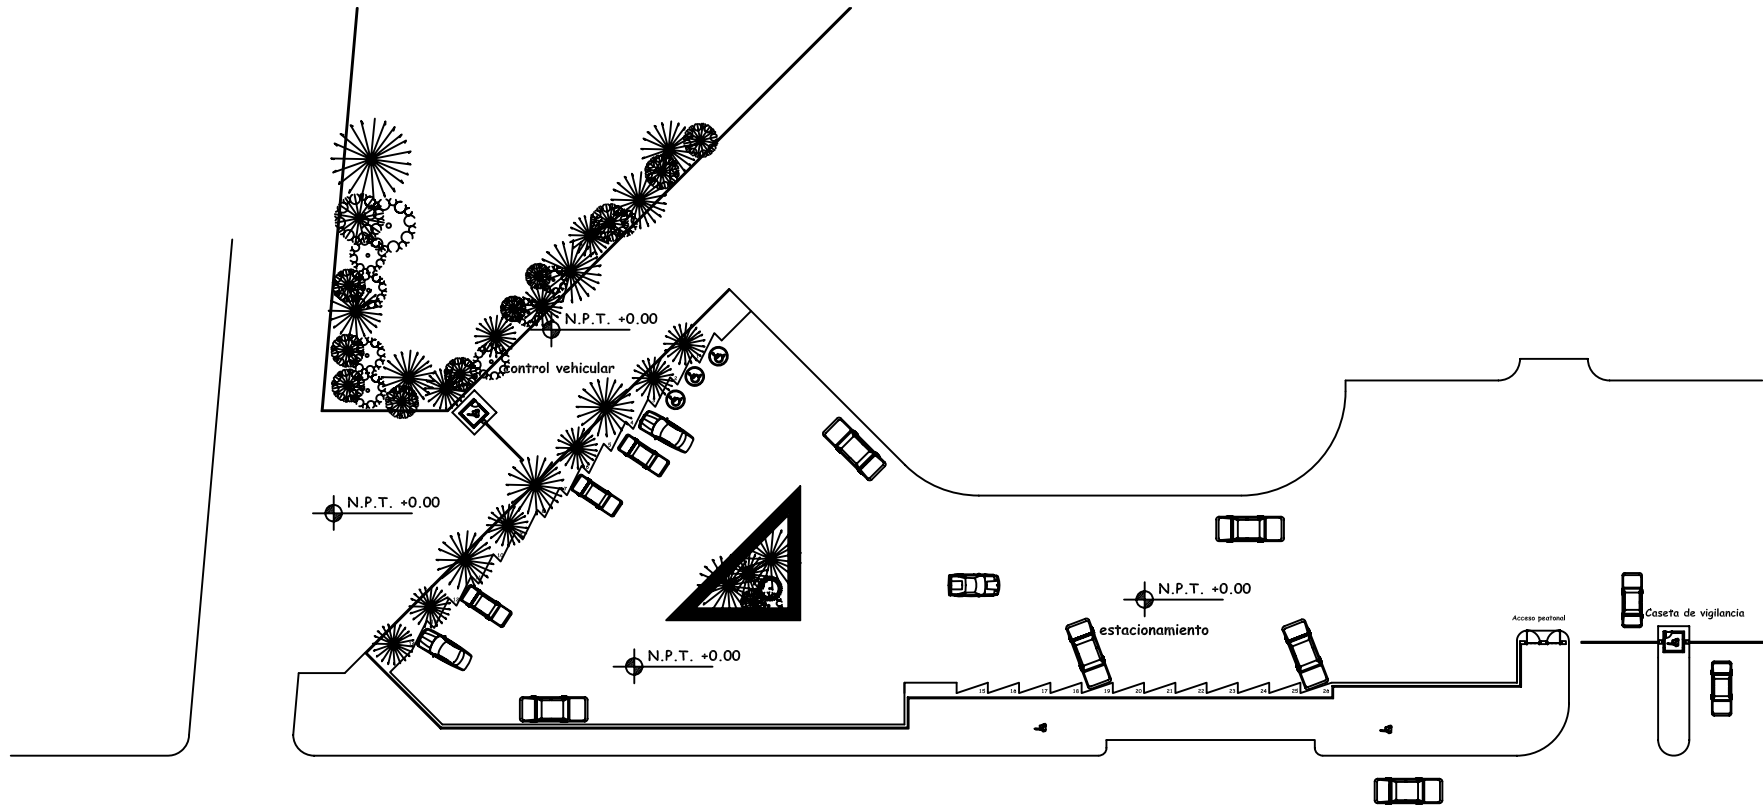 N.P.T. +0.00
control vehicular
N.P.T. +0.00
N.P.T. +0.00
estacionamiento
Acceso peatonal
Caseta de vigilancia
N.P.T. +0.00
15 16 17 18 19 20 21 22 23 24 25 26